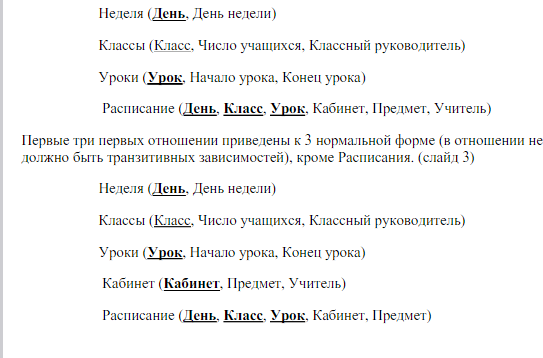 Неделя (День, День недели)
Классы (Класс, Число учащихся, Классный руководитель)
Уроки (Урок, Начало урока, Конец урока)
Расписание (День, Класс, Урок, Кабинет, Предмет, Учитель)
Первые три первых отношении приведены к 3 нормальной форме (в отношении не
должно быть транзитивных зависимостей), кроме Расписания. (слайд 3)
Неделя (День, День недели)
Классы (Класс, Число учащихся, Классный руководитель)
Уроки (Урок, Начало урока, Конец урока)
Кабинет (Кабинет, Предмет, Учитель)
Расписание (День, Класс, Урок, Кабинет, Предмет)